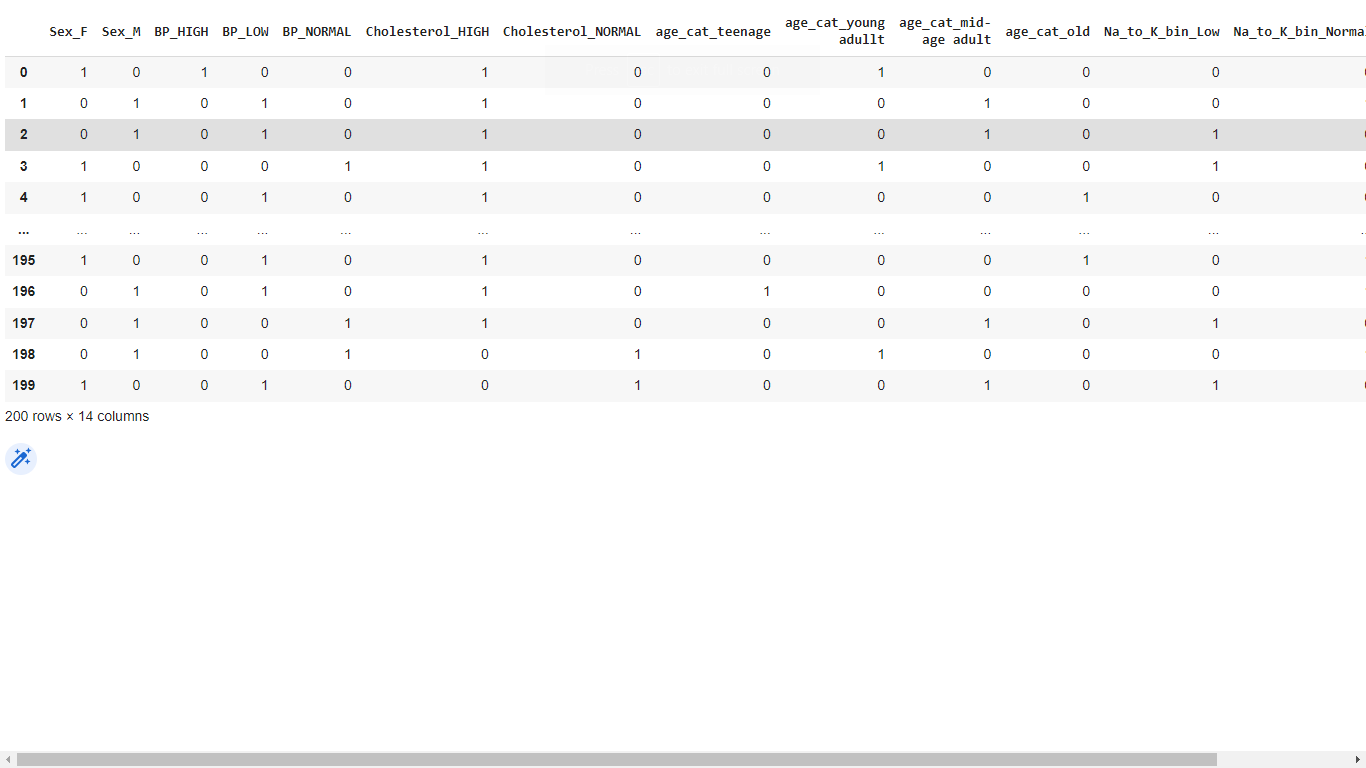 Sex_F Sex_M BP_HIGH BP_LOW BP_NORMAL Cholesterol_HIGH Cholesterol_NORMAL age_cat_teenage age_cat_young adullt age_cat_mid-age adult age_cat_old Na_to_K_bin_Low Na_to_K_bin_Norma
0 1 0 1 0 0 1 0 0 1 0 0 0
1 0 1 0 1 0 1 0 0 0 1 0 0
2 0 1 0 1 0 1 0 0 0 1 0 1
3 1 0 0 0 1 1 0 0 1 0 0 1
4 1 0 0 1 0 1 0 0 0 0 1 0
... ... ... ... ... ... ... ... ... ... ... ... ...
195 1 0 0 1 0 1 0 0 0 0 1 0
196 0 1 0 1 0 1 0 1 0 0 0 0
197 0 1 0 0 1 1 0 0 0 1 0 1
198 0 1 0 0 1 0 1 0 1 0 0 0
199 1 0 0 1 0 0 1 0 0 1 0 1
200 rows × 14 columns